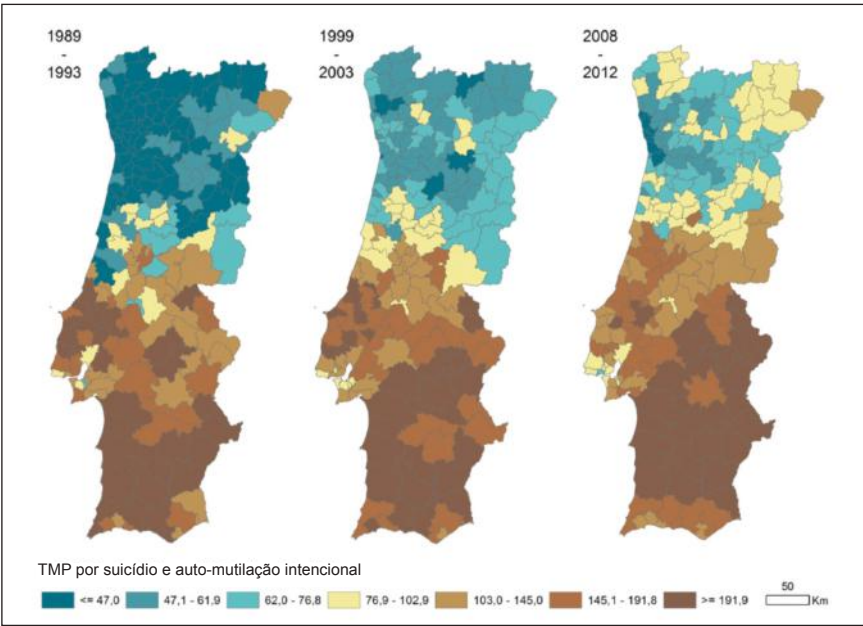 1989
-
1993
1999
-
2003
2008
-
2012
TMP por suicídio e auto-mutilação intencional
<= 47,0
47,1 - 61,9
62,0 - 76,8
76,9 - 102,9
103,0 - 145,0
145,1 - 191,8
>= 191,9
50
Km